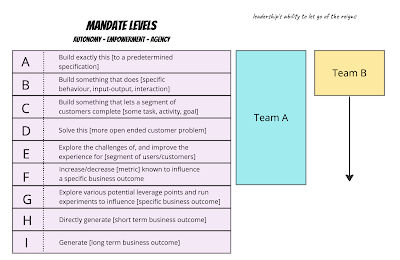 MANDATE LEVELS
AUTONOMY - EMPOWERMENT - AGENCY
leadership's ability to let go of the reigns
A
Build exactly this [to a predetermined
specification]
B
Build something that does [specific
behaviour, input-output, interaction]
C
Build something that lets a segment of
customers complete [some task, activity, goal]
D
Solve this [more open ended customer problem]
E
Explore the challenges of, and improve the
experience for [segment of users/customers]
F
Increase/decrease [metric] known to influence
a specific business outcome
G
Explore various potential leverage points and run
experiments to influence [specific business outcome]
H
Directly generate [short term business outcome]
I
Generate [long term business outcome]
Team A
Team B